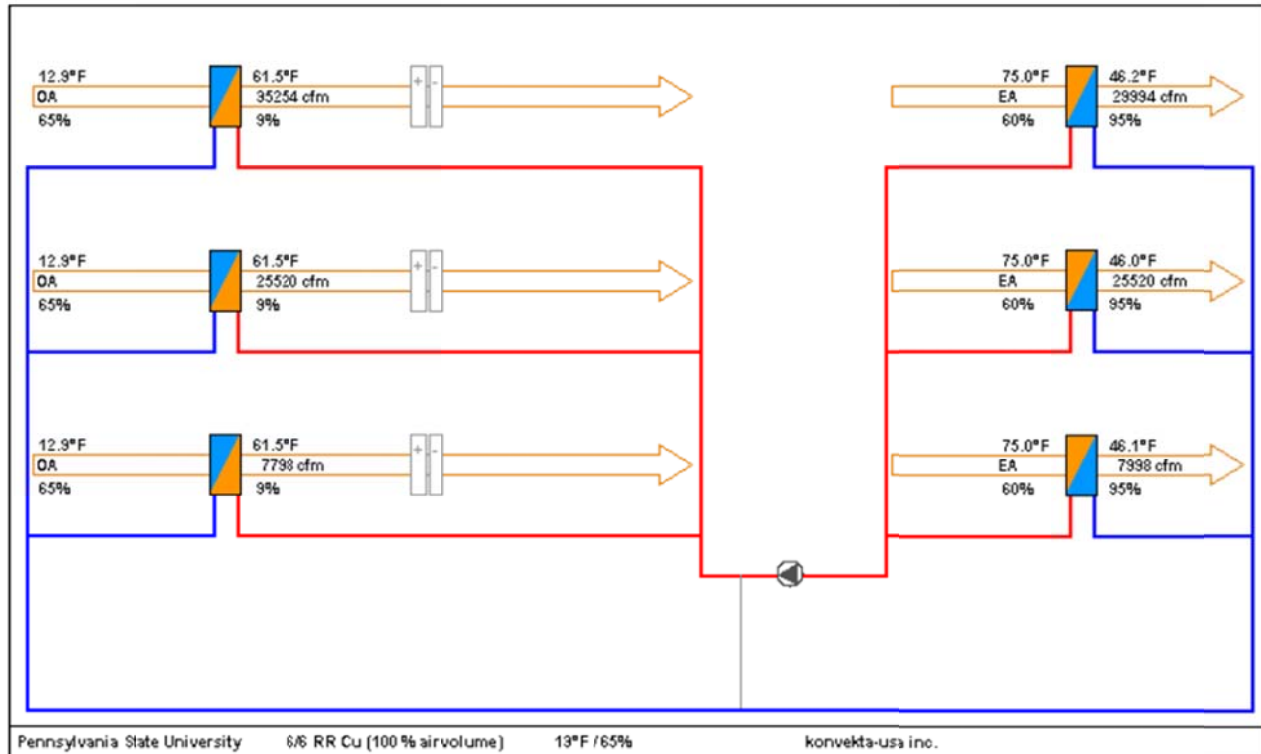 12.9°F 61.5°F 75.0°F 46.2°F
OA 35254 cfm + - EA 29994 cfm
65% 9% 60% 95%
12.9°F 61.5°F 75.0°F 46.0°F
OA 25520 cfm + - EA 25520 cfm
65% 9% 60% 95%
12.9°F 61.5°F 75.0°F 46.1°F
OA 7798 cfm + - EA 7998 cfm
65% 9% 60% 95%
Pennsylvania State University 6/6 RR Cu (100 % airvolume) 13°F /65% konvekta-usa inc.